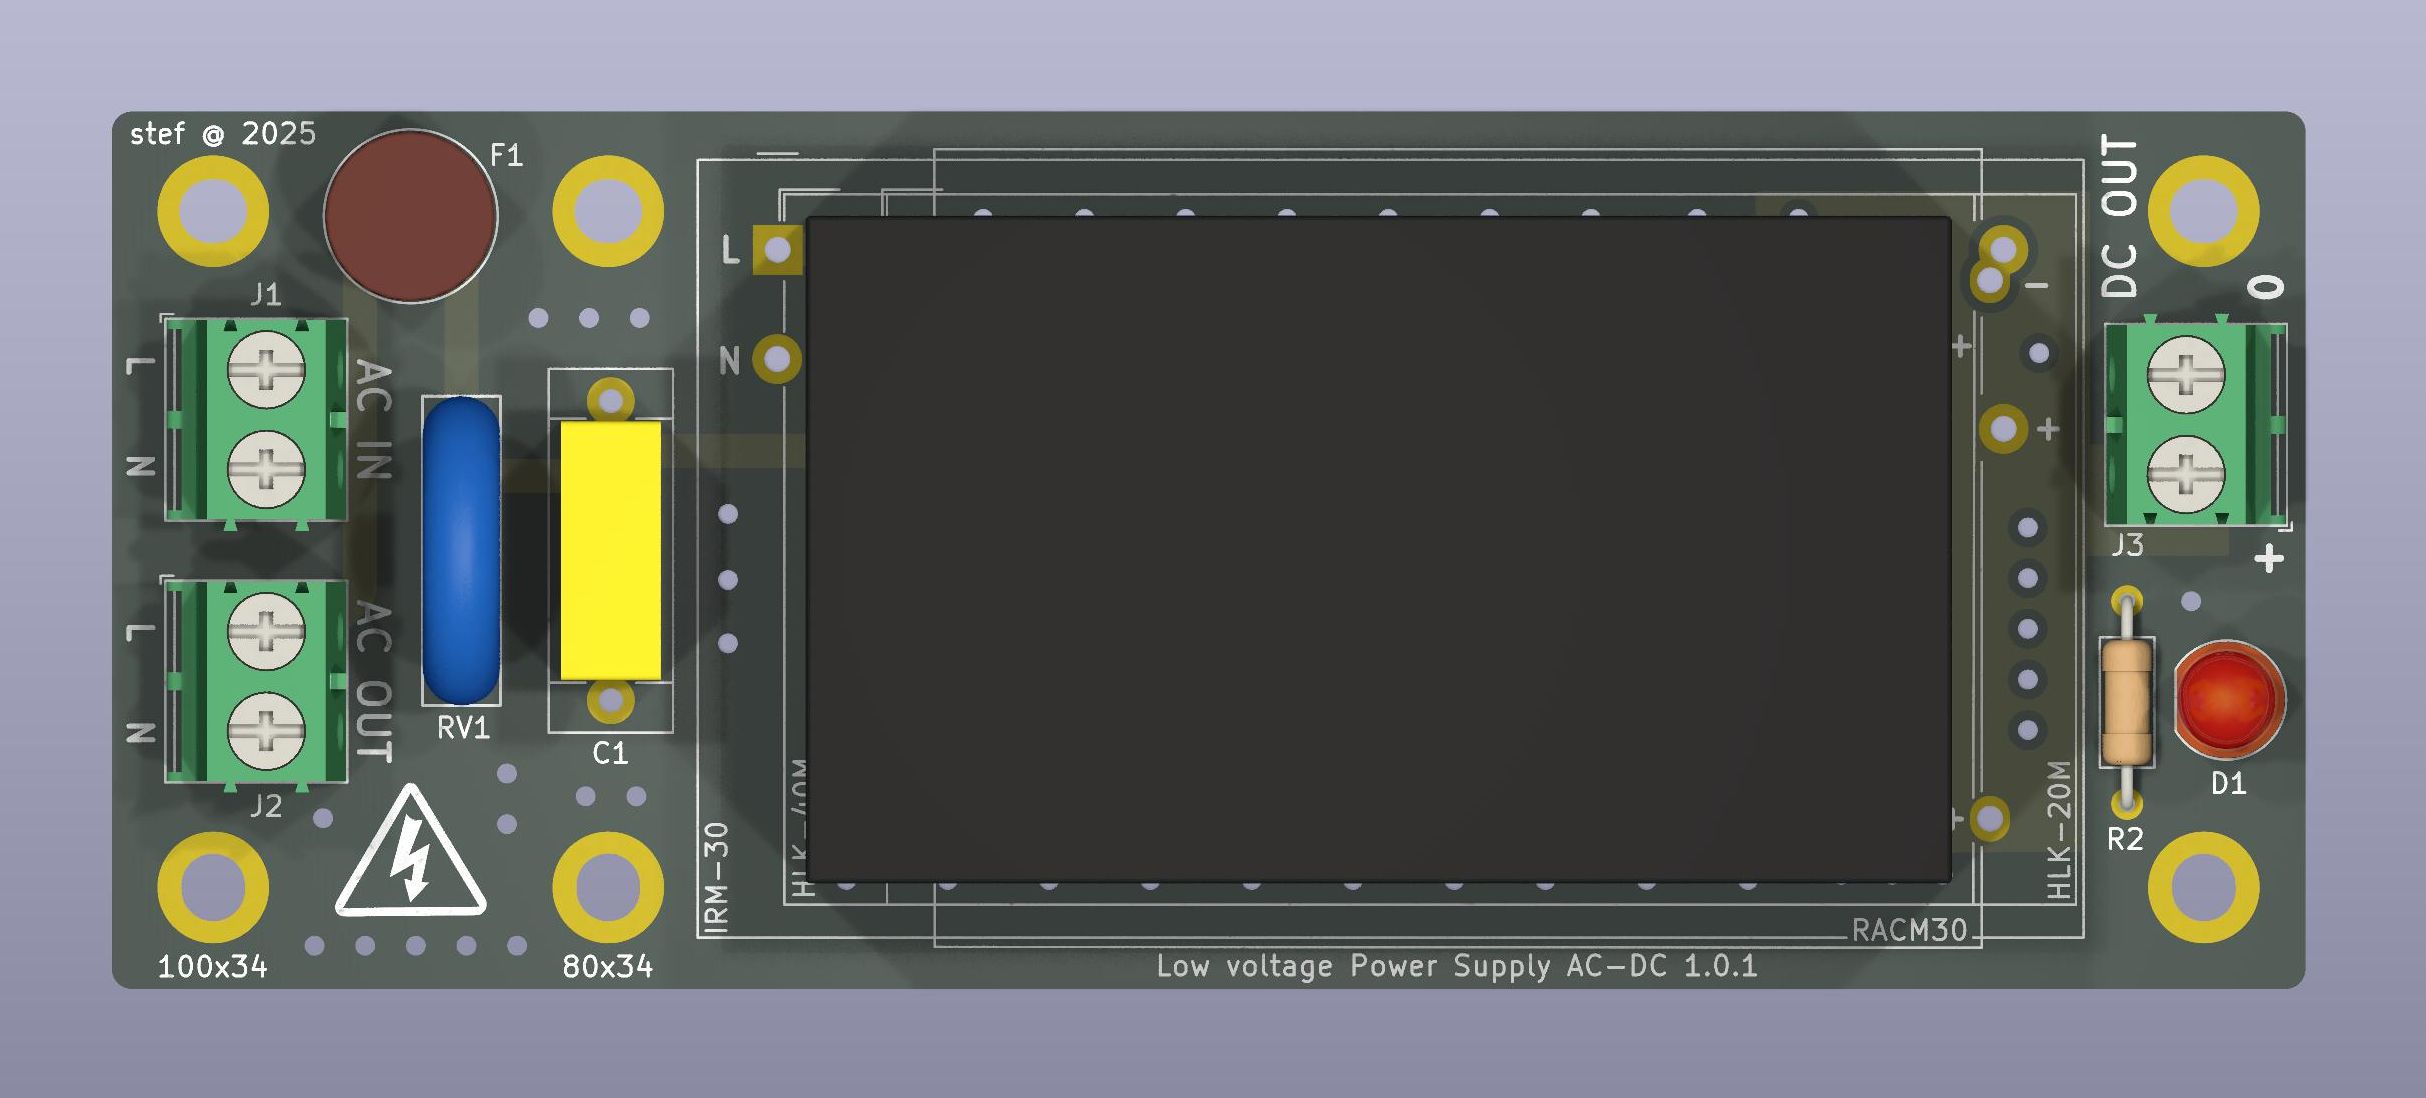 stef @ 2025
F1
J1
L
N
AC IN
L
N
AC OUT
J2
RV1
C1
100x34
80x34
L
N
IRM-30
HLK-40M
-
+
+
+
HLK-20M
RACM30
Low voltage Power Supply AC-DC 1.0.1
DC OUT
0
J3
+
R2
D1